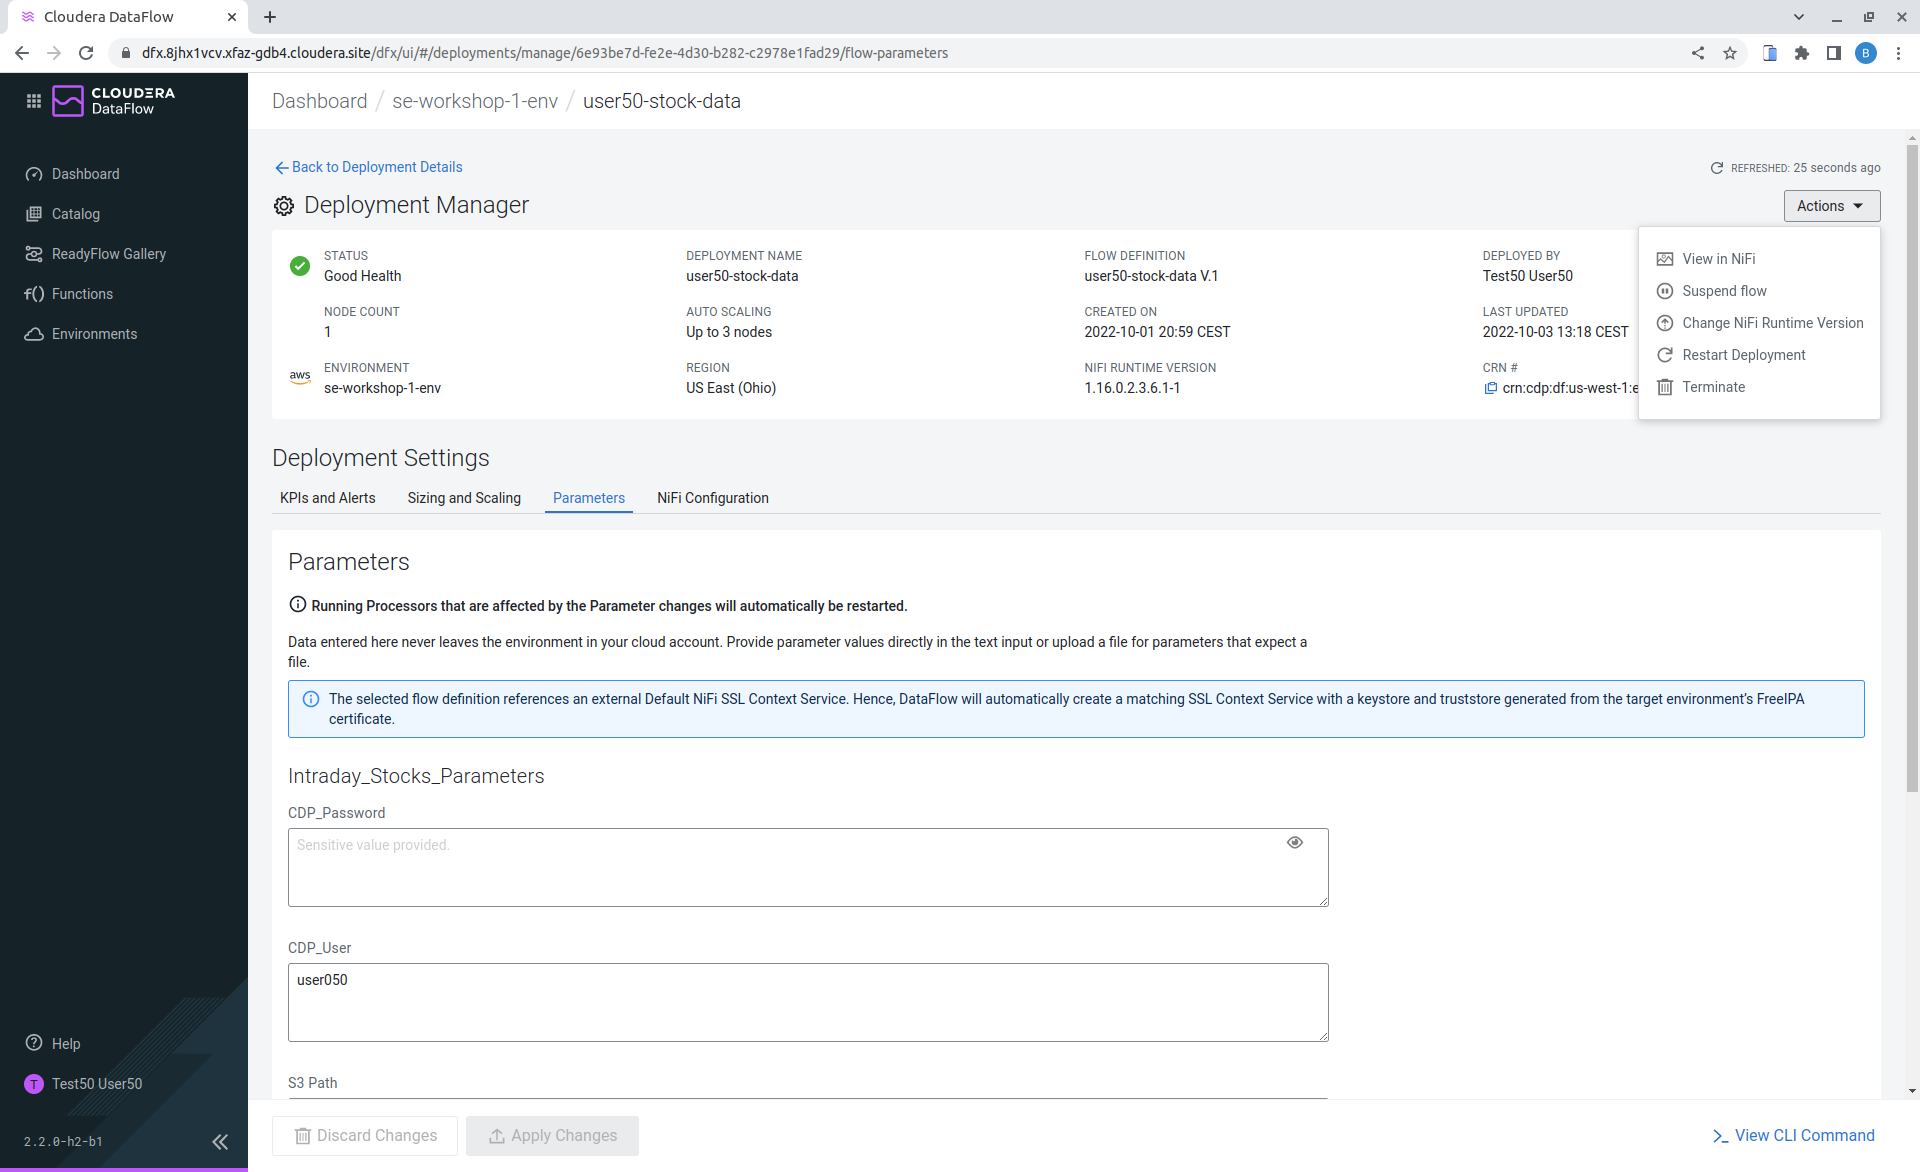 Cloudera DataFlow
dfx.8jhx1vcv.xfaz-gdb4.cloudera.site/dfx/ui/#/deployments/manage/6e93be7d-fe2e-4d30-b282-c2978e1fad29/flow-parameters
B
CLOUDERA
DataFlow
Dashboard / se-workshop-1-env / user50-stock-data
Dashboard
Catalog
ReadyFlow Gallery
Functions
Environments
Back to Deployment Details
REFRESHED: 25 seconds ago
Deployment Manager
Actions
View in NiFi
Suspend flow
Change NiFi Runtime Version
Restart Deployment
Terminate
STATUS
Good Health
DEPLOYMENT NAME
user50-stock-data
FLOW DEFINITION
user50-stock-data V.1
DEPLOYED BY
Test50 User50
NODE COUNT
1
AUTO SCALING
Up to 3 nodes
CREATED ON
2022-10-01 20:59 CEST
LAST UPDATED
2022-10-03 13:18 CEST
aws
ENVIRONMENT
se-workshop-1-env
REGION
US East (Ohio)
NIFI RUNTIME VERSION
1.16.0.2.3.6.1-1
CRN #
crn:cdp:df:us-west-1:e
Deployment Settings
KPIs and Alerts Sizing and Scaling Parameters NiFi Configuration
Parameters
Running Processors that are affected by the Parameter changes will automatically be restarted.
Data entered here never leaves the environment in your cloud account. Provide parameter values directly in the text input or upload a file for parameters that expect a
file.
The selected flow definition references an external Default NiFi SSL Context Service. Hence, DataFlow will automatically create a matching SSL Context Service with a keystore and truststore generated from the target environment's FreeIPA
certificate.
Intraday_Stocks_Parameters
CDP_Password
Sensitive value provided.
CDP_User
user050
S3 Path
Help
T Test50 User50
2.2.0-h2-b1
Discard Changes
Apply Changes
View CLI Command